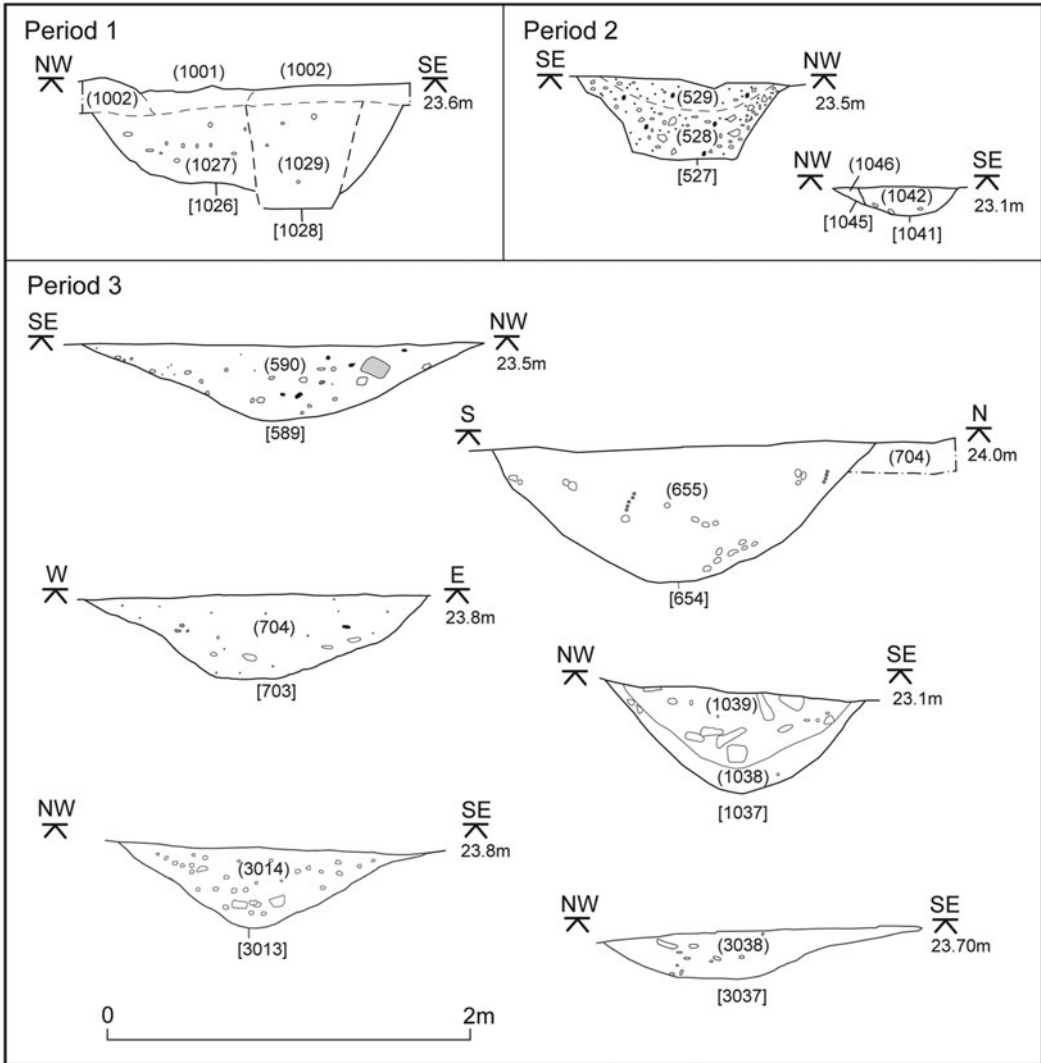 Period 1
NW
SE
(1001)
(1002)
(1002)
23.6m
(1027)
(1029)
[1026]
[1028]
Period 2
SE
NW
(529)
23.5m
(528)
[527]
NW
(1046)
SE
(1042)
23.1m
[1045]
[1041]
Period 3
SE
NW
(590)
23.5m
[589]
S
N
(704)
24.0m
(655)
[654]
W
E
(704)
23.8m
[703]
NW
SE
(1039)
23.1m
(1038)
[1037]
NW
SE
(3014)
23.8m
[3013]
NW
SE
(3038)
23.70m
[3037]
0
2m